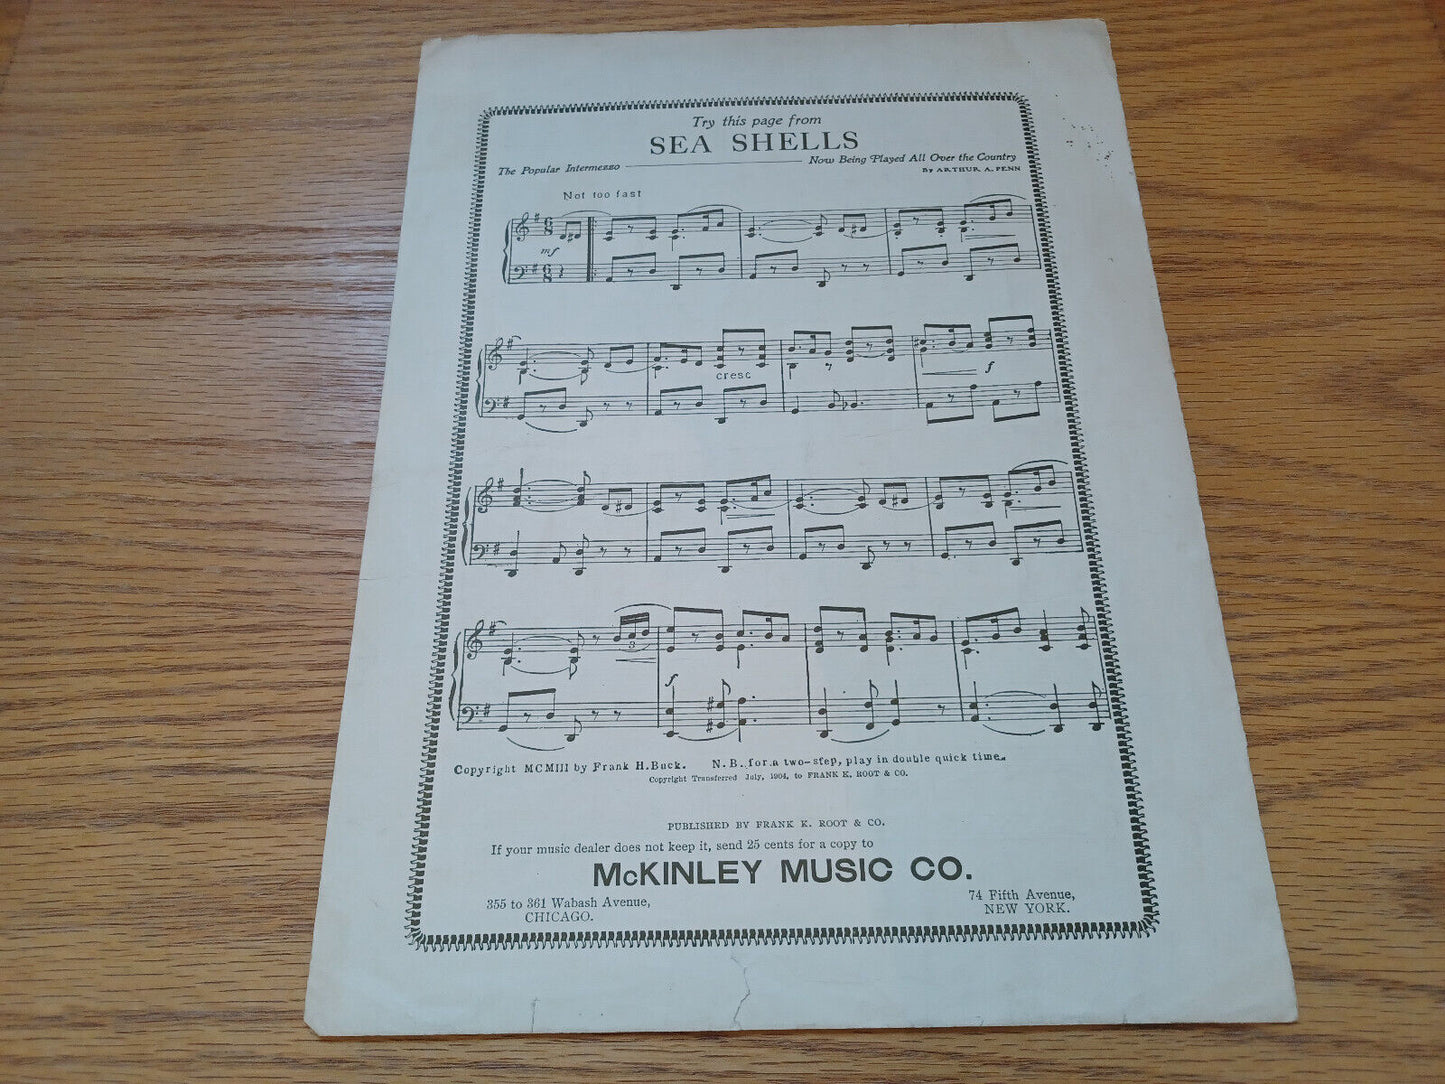 Try this page from
SEA SHELLS
The Popular Intermezzo Now Being Played All Over the Country
By ARTHUR A. PENN
Not too fast
mf
cresc
f
3
f
Copyright MCMIII by Frank H. Buck. N. B. for a two-step, play in double quick time.
Copyright Transferred July, 1904, to FRANK K. ROOT & CO.
PUBLISHED BY FRANK K. ROOT & CO.
If your music dealer does not keep it, send 25 cents for a copy to
McKINLEY MUSIC CO.
355 to 361 Wabash Avenue, 74 Fifth Avenue,
CHICAGO. NEW YORK.